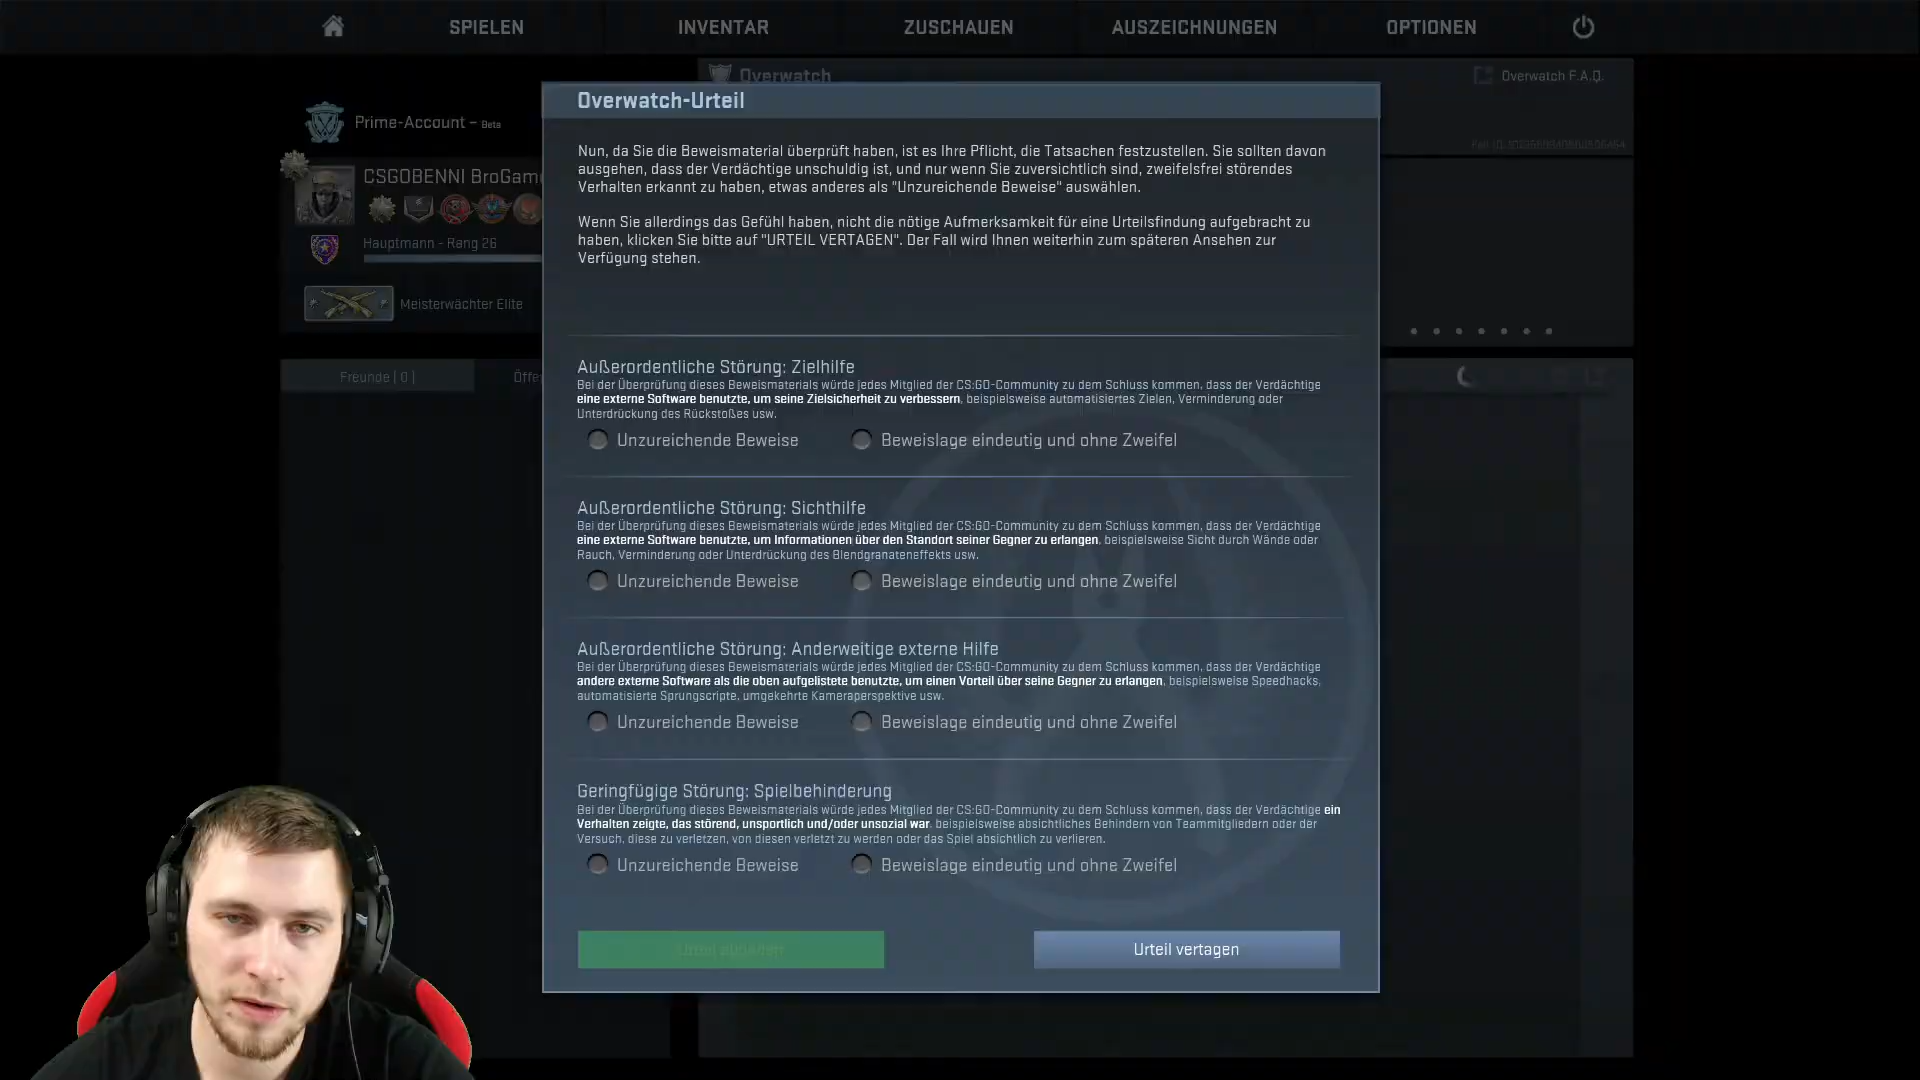 SPIELEN INVENTAR ZUSCHAUEN AUSZEICHNUNGEN OPTIONEN
Overwatch
Overwatch F.A.Q.
Prime-Account – Beta
CSGOBENNI
Hauptmann - Rang 26
Meisterwächter Elite
Freunde | 0 |
Overwatch-Urteil
Nun, da Sie die Beweismaterial überprüft haben, ist es Ihre Pflicht, die Tatsachen festzustellen. Sie sollten davon
ausgehen, dass der Verdächtige unschuldig ist, und nur wenn Sie zuversichtlich sind, zweifelsfrei störendes
Verhalten erkannt zu haben, etwas anderes als "Unzureichende Beweise" auswählen.
Wenn Sie allerdings das Gefühl haben, nicht die nötige Aufmerksamkeit für eine Urteilsfindung aufgebracht zu
haben, klicken Sie bitte auf "URTEIL VERTAGEN". Der Fall wird Ihnen weiterhin zum späteren Ansehen zur
Verfügung stehen.
Außerordentliche Störung: Zielhilfe
Bei der Überprüfung dieses Beweismaterials würde jedes Mitglied der CS:GO-Community zu dem Schluss kommen, dass der Verdächtige
eine externe Software benutzte, um seine Zielsicherheit zu verbessern, beispielsweise automatisiertes Zielen, Verminderung oder
Unterdrückung des Rückstoßes usw.
Unzureichende Beweise Beweislage eindeutig und ohne Zweifel
Außerordentliche Störung: Sichthilfe
Bei der Überprüfung dieses Beweismaterials würde jedes Mitglied der CS:GO-Community zu dem Schluss kommen, dass der Verdächtige
eine externe Software benutzte, um Informationen über den Standort seiner Gegner zu erlangen, beispielsweise Sicht durch Wände oder
Rauch, Verminderung oder Unterdrückung des Blendgranateneffekts usw.
Unzureichende Beweise Beweislage eindeutig und ohne Zweifel
Außerordentliche Störung: Anderweitige externe Hilfe
Bei der Überprüfung dieses Beweismaterials würde jedes Mitglied der CS:GO-Community zu dem Schluss kommen, dass der Verdächtige
andere externe Software als die oben aufgelistete benutzte, um einen Vorteil über seine Gegner zu erlangen, beispielsweise Speedhacks,
automatisierte Sprungscripte, umgekehrte Kameraperspektive usw.
Unzureichende Beweise Beweislage eindeutig und ohne Zweifel
Geringfügige Störung: Spielbehinderung
Bei der Überprüfung dieses Beweismaterials würde jedes Mitglied der CS:GO-Community zu dem Schluss kommen, dass der Verdächtige ein
Verhalten zeigte, das störend, unsportlich und/oder unsozial war, beispielsweise absichtliches Behindern von Teammitgliedern oder der
Versuch, diese zu verletzen, von diesen verletzt zu werden oder das Spiel absichtlich zu verlieren.
Unzureichende Beweise Beweislage eindeutig und ohne Zweifel
Urteil vertagen